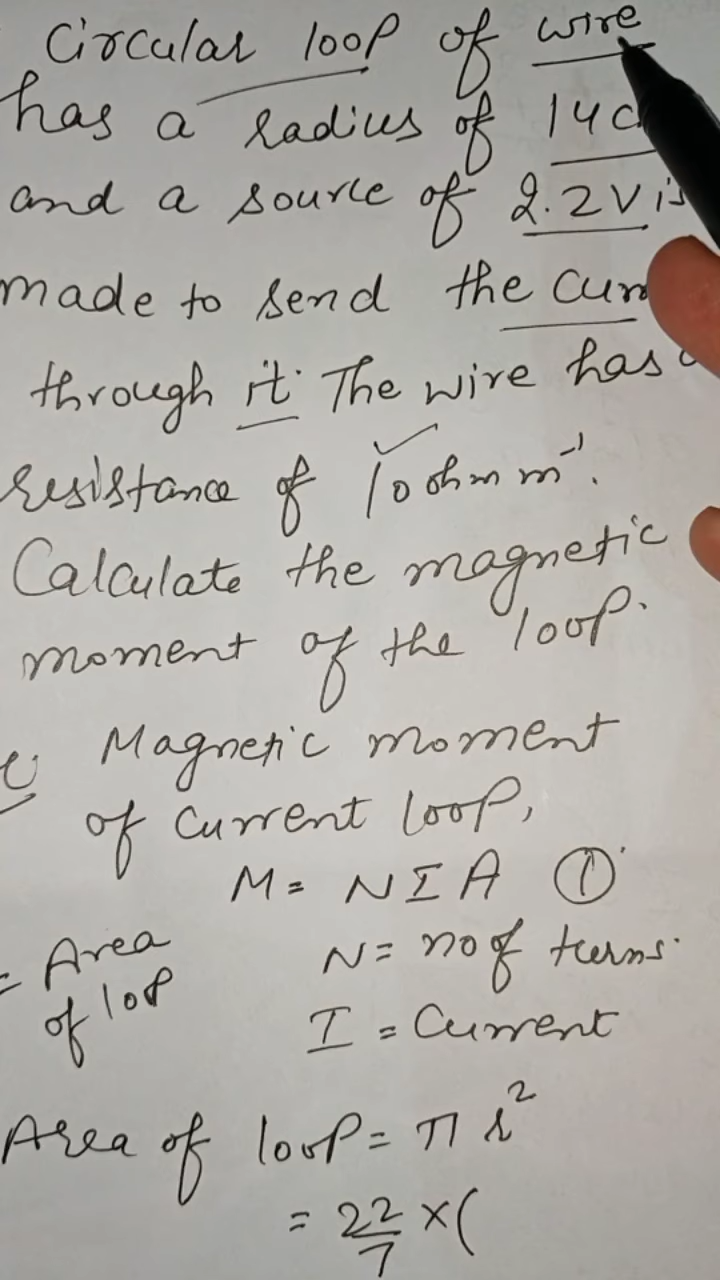 Circular loop of wire
has a radius of 14c
and a source of 2.2V is
made to send the curr
through it. The wire has
resistance of 10 ohm m⁻¹.
Calculate the magnetic
moment of the loop.
Magnetic moment
of current loop,
M = NIA ①
= Area
of loop
N = no of turns.
I = Current
Area of loop = πr²
= 22/7 × (